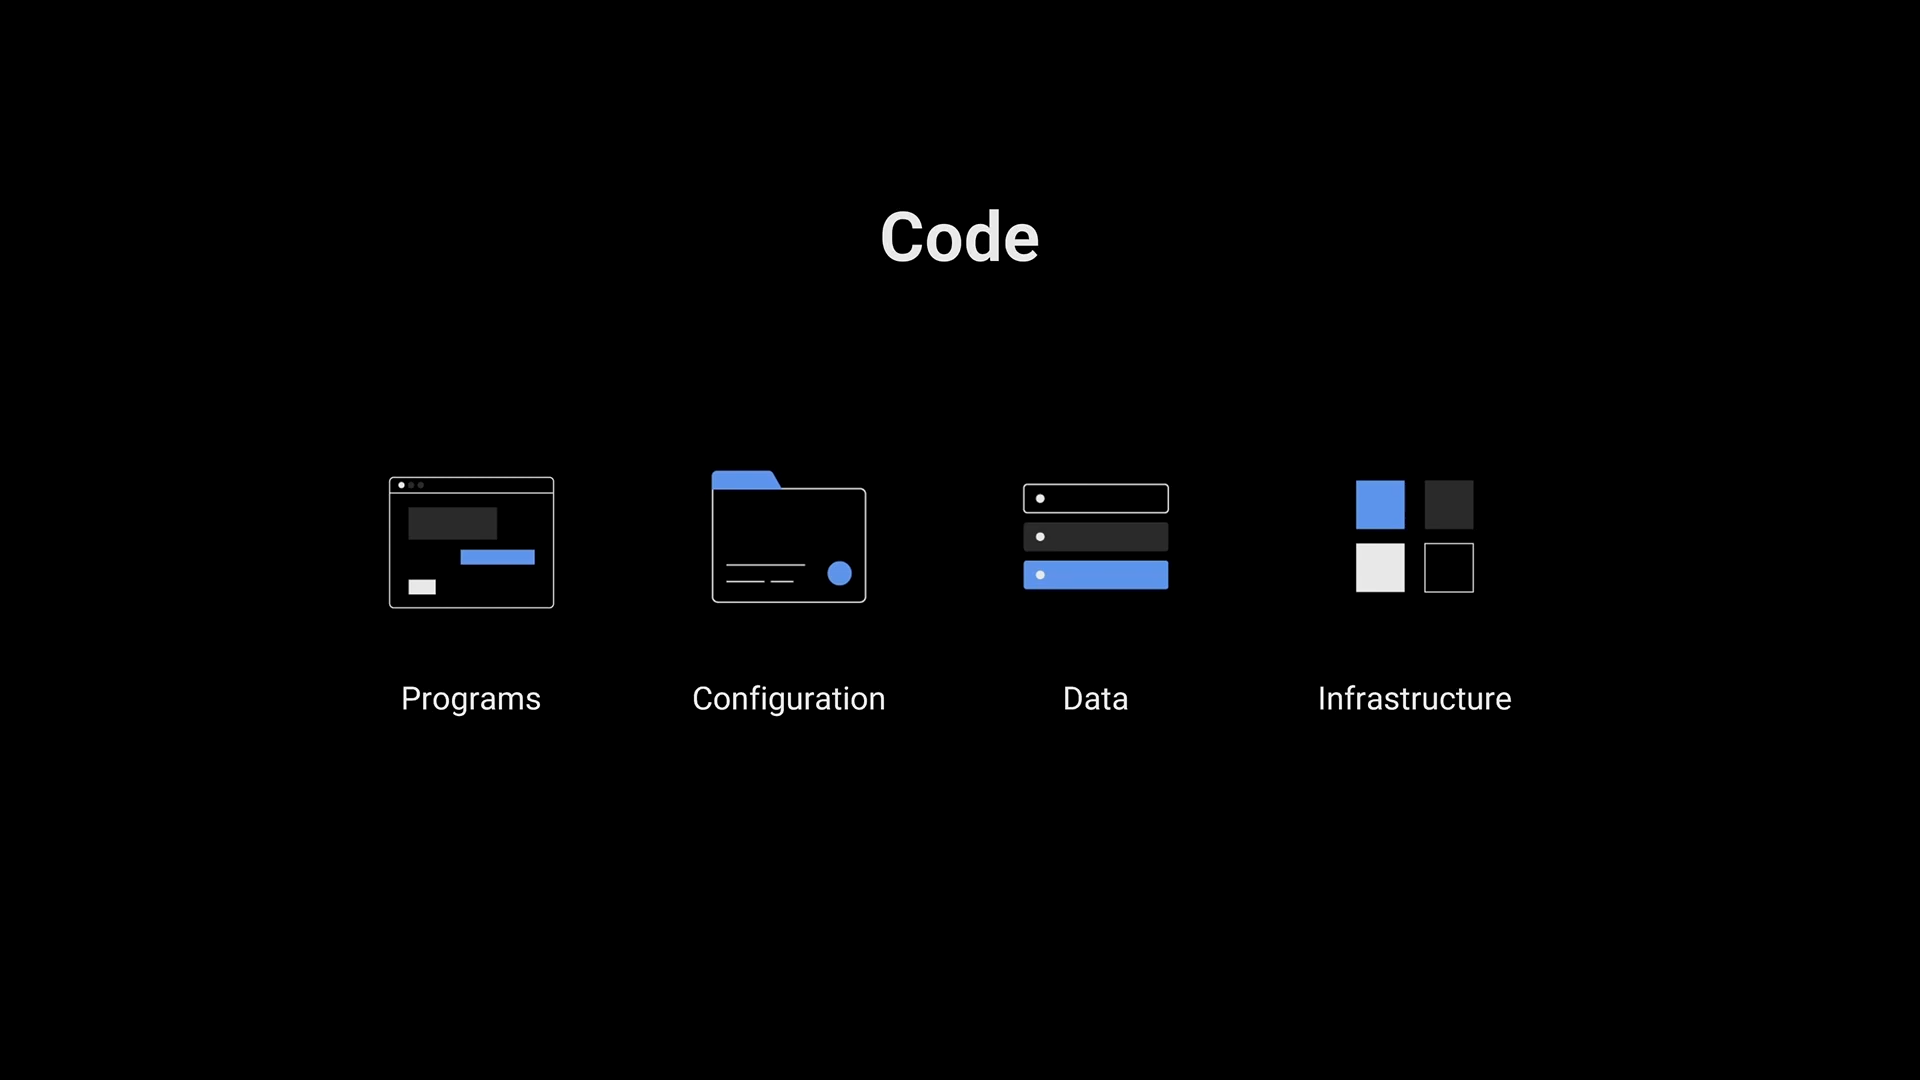 Code
Programs
Configuration
Data
Infrastructure